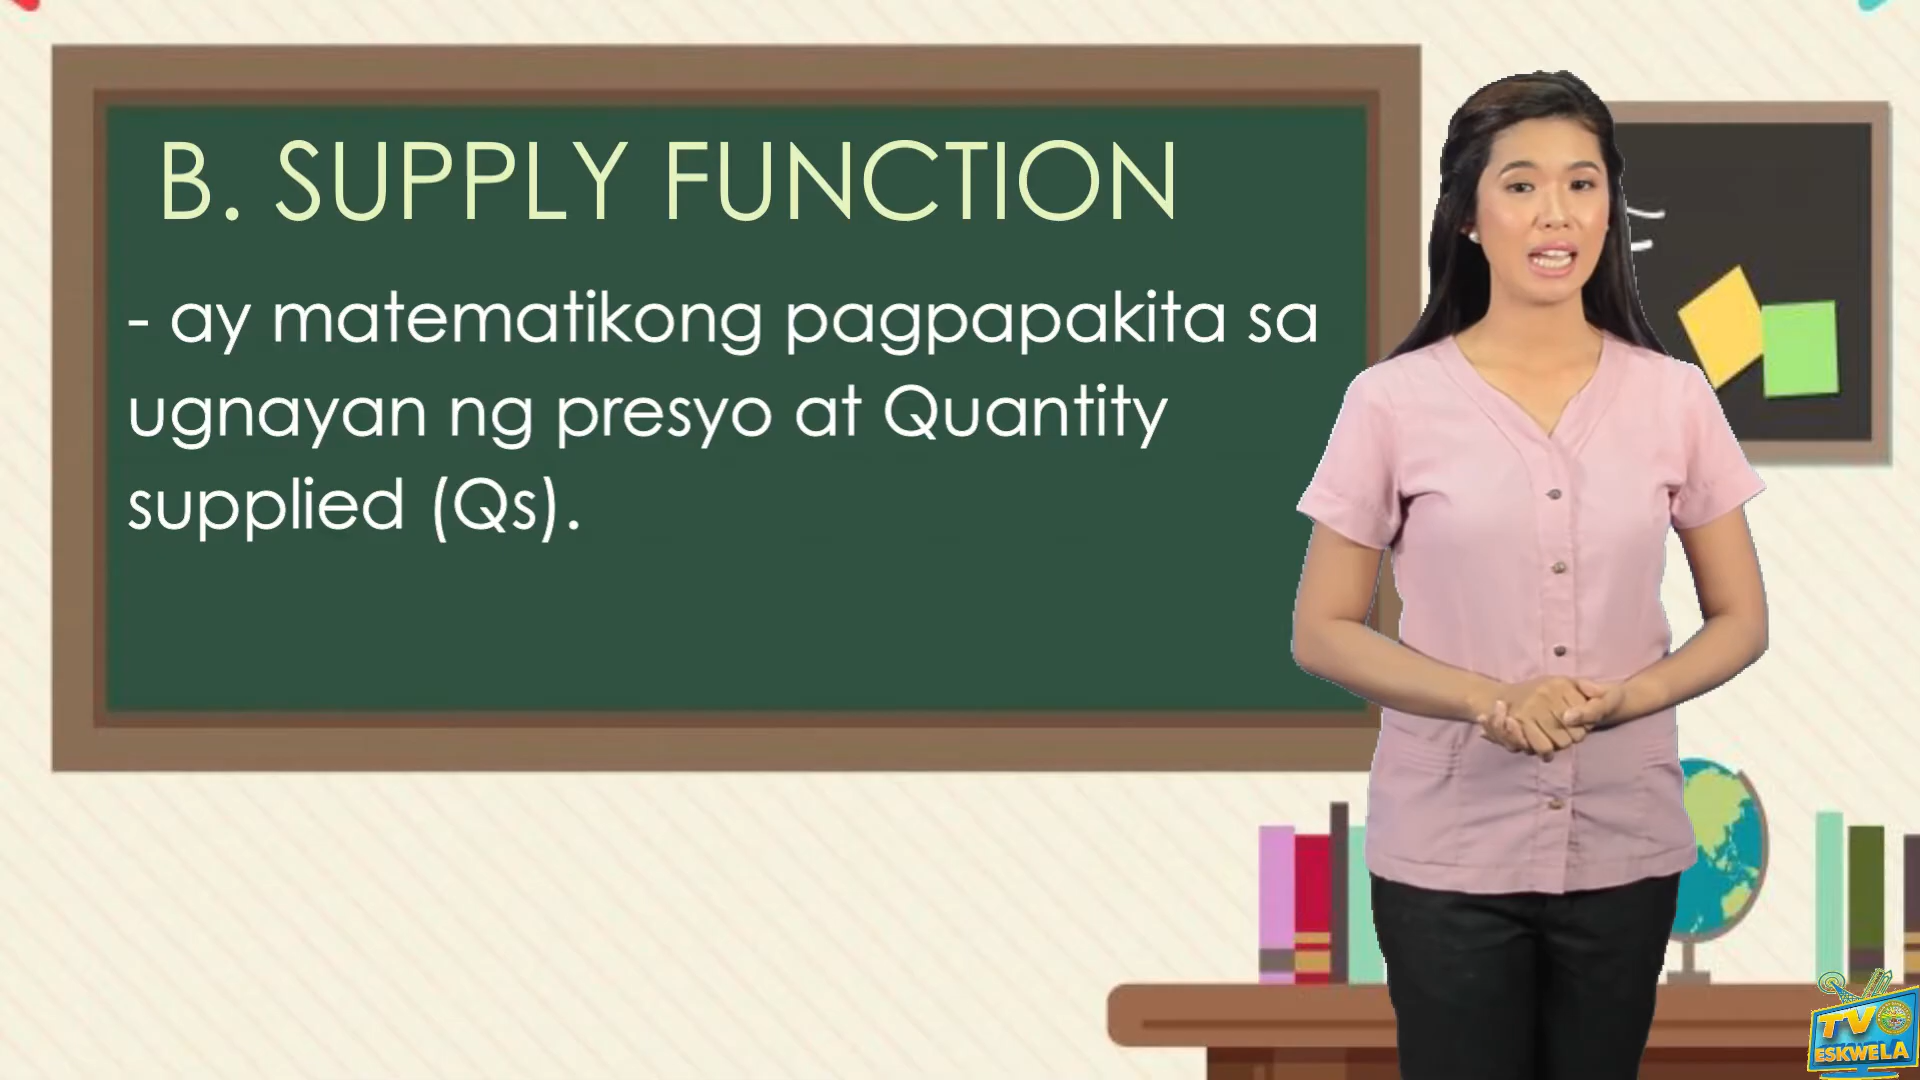 B. SUPPLY FUNCTION
- ay matematikong pagpapakita sa
ugnayan ng presyo at Quantity
supplied (Qs).
TV
ESKWELA